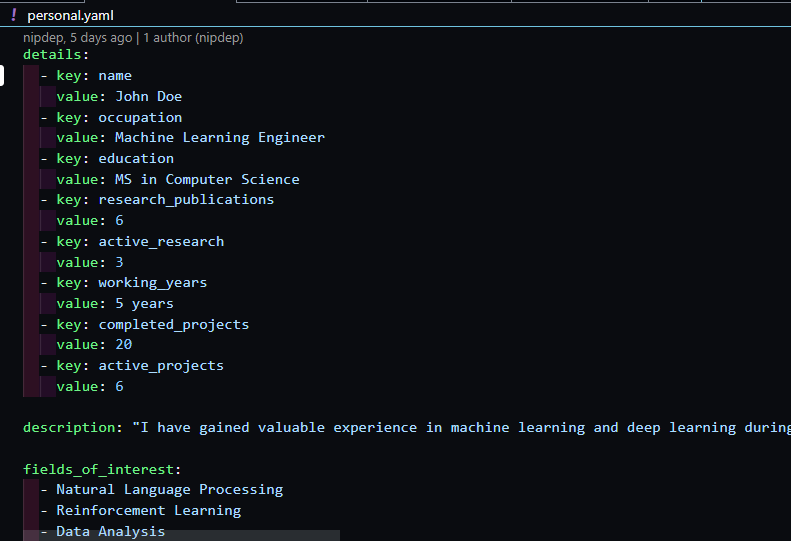 ! personal.yaml
nipdep, 5 days ago | 1 author (nipdep)
details:
  - key: name
    value: John Doe
  - key: occupation
    value: Machine Learning Engineer
  - key: education
    value: MS in Computer Science
  - key: research_publications
    value: 6
  - key: active_research
    value: 3
  - key: working_years
    value: 5 years
  - key: completed_projects
    value: 20
  - key: active_projects
    value: 6
description: "I have gained valuable experience in machine learning and deep learning during
fields_of_interest:
  - Natural Language Processing
  - Reinforcement Learning
  - Data Analysis